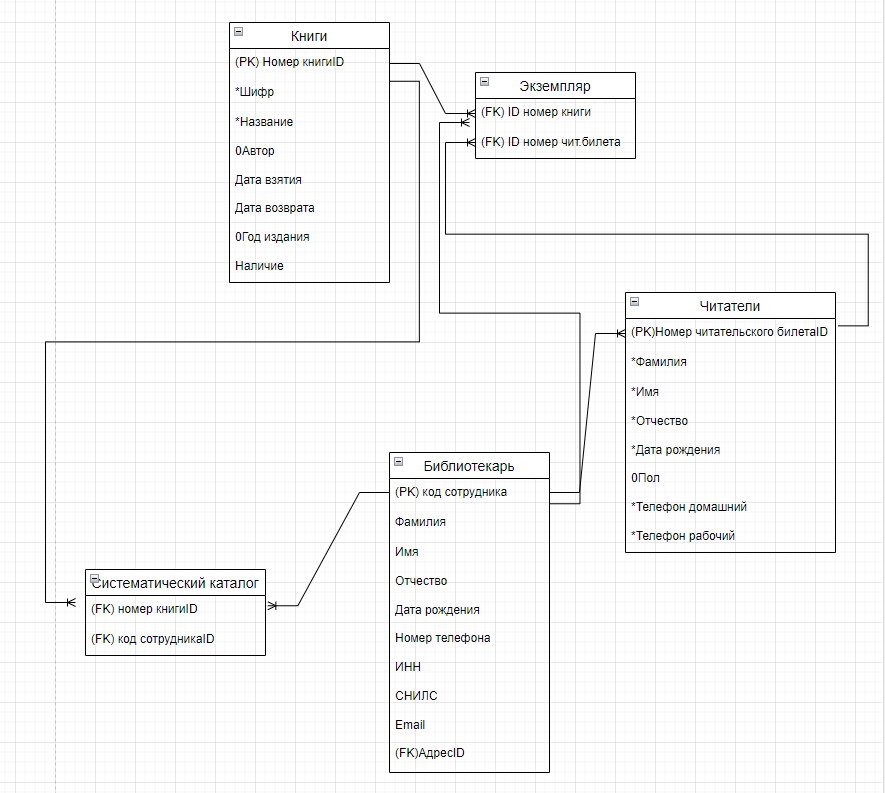 Книги
(PK) Номер книгиID
*Шифр
*Название
0Автор
Дата взятия
Дата возврата
0Год издания
Наличие
Экземпляр
(FK) ID номер книги
(FK) ID номер чит.билета
Читатели
(PK)Номер читательского билетаID
*Фамилия
*Имя
*Отчество
*Дата рождения
0Пол
*Телефон домашний
*Телефон рабочий
Библиотекарь
(PK) код сотрудника
Фамилия
Имя
Отчество
Дата рождения
Номер телефона
ИНН
СНИЛС
Email
(FK)АдресID
Систематический каталог
(FK) номер книгиID
(FK) код сотрудникаID